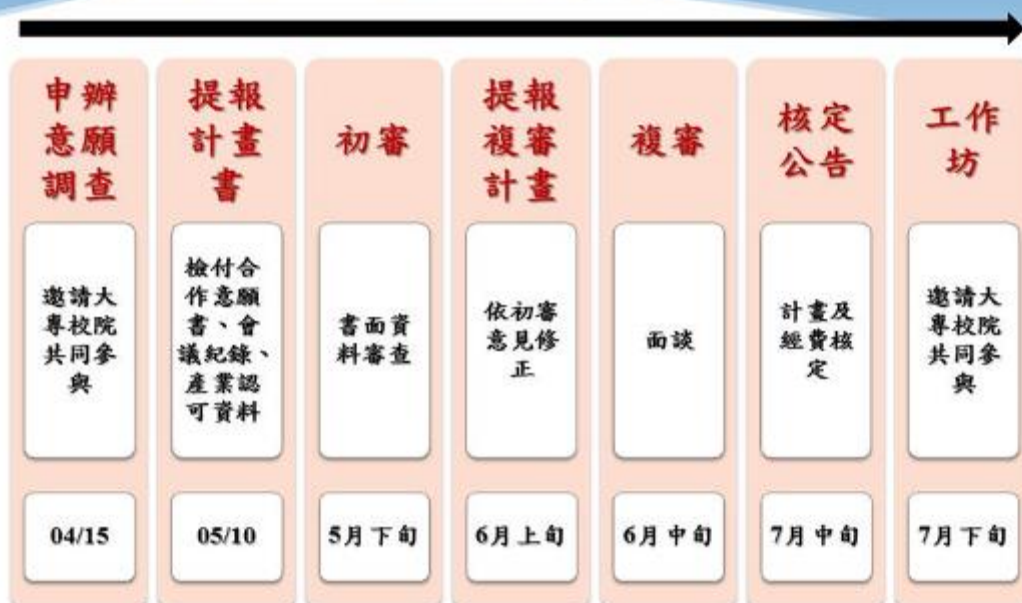 申辦
意願
調查
邀請大
專校院
共同參
與
04/15
提報
計畫
書
檢付合
作意願
書、會
議紀錄、
產業認
可資料
05/10
初審
書面資
料審查
5月下旬
提報
複審
計畫
依初審
意見修
正
6月上旬
複審
面談
6月中旬
核定
公告
計畫及
經費核
定
7月中旬
工作
坊
邀請大
專校院
共同參
與
7月下旬